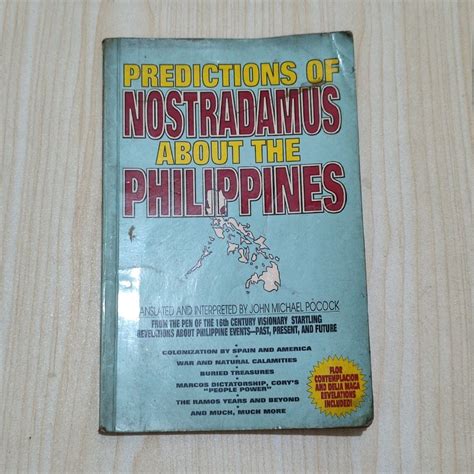 PREDICTIONS OF
NOSTRADAMUS
ABOUT THE
PHILIPPINES
TRANSLATED AND INTERPRETED BY JOHN MICHAEL POCOCK
FROM THE PEN OF THE 16TH CENTURY VISIONARY STARTLING
REVELATIONS ABOUT PHILIPPINE EVENTS—PAST, PRESENT, AND FUTURE
COLONIZATION BY SPAIN AND AMERICA
•
WAR AND NATURAL CALAMITIES
•
BURIED TREASURES
•
MARCOS DICTATORSHIP, CORY'S
"PEOPLE POWER"
•
THE RAMOS YEARS AND BEYOND
AND MUCH, MUCH MORE
FLOR
CONTEMPLACION
AND DELIA MAGA
REVELATIONS
INCLUDED!